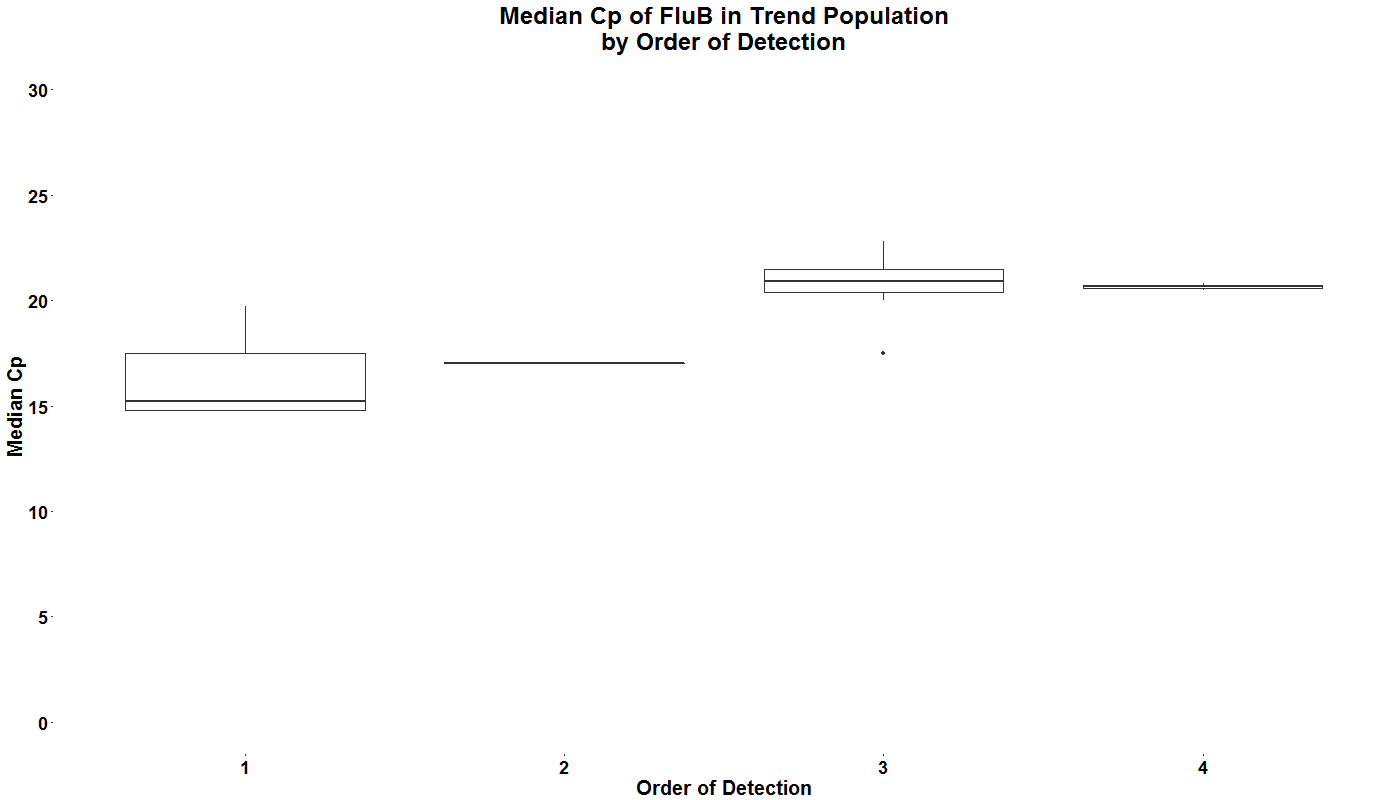 Median Cp of FluB in Trend Population
by Order of Detection
30
25
20
15
10
5
0
Median Cp
1
2
3
4
Order of Detection